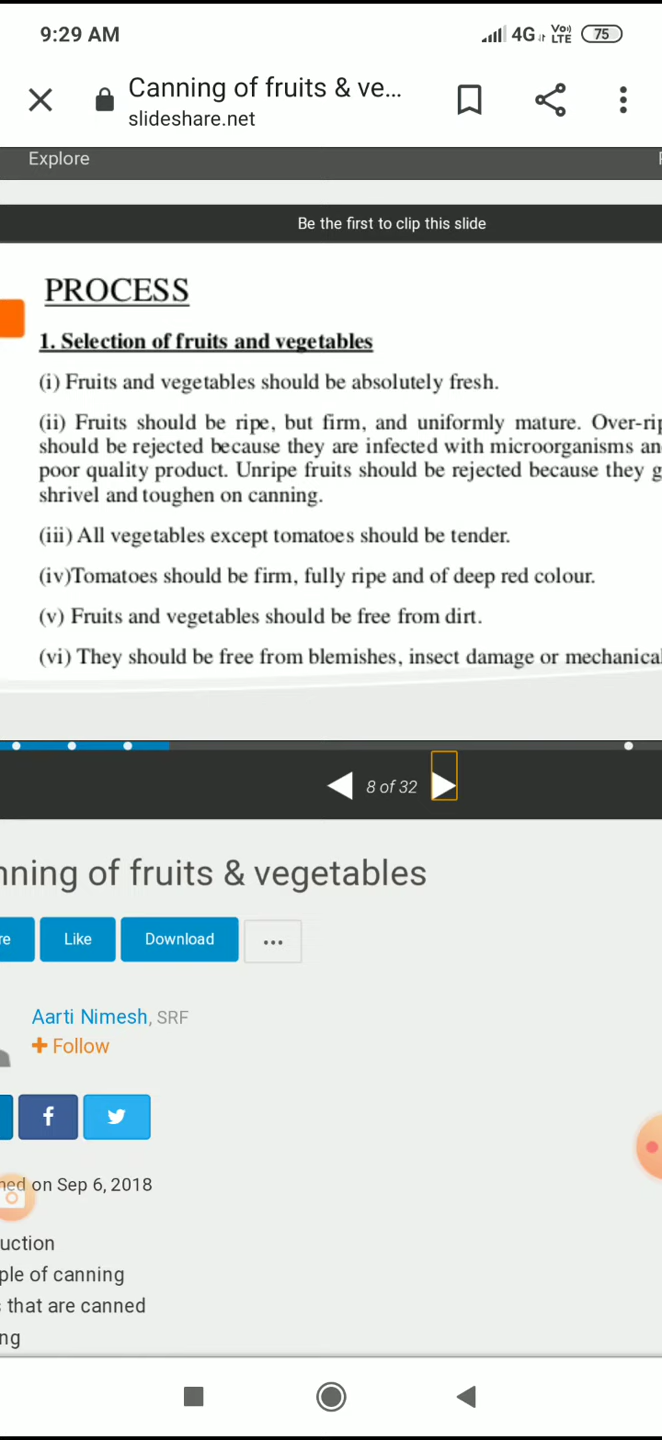 9:29 AM
4G Vo)) LTE 75
Canning of fruits & ve...
slideshare.net
Explore
Be the first to clip this slide
PROCESS
1. Selection of fruits and vegetables
(i) Fruits and vegetables should be absolutely fresh.
(ii) Fruits should be ripe, but firm, and uniformly mature. Over-rip
should be rejected because they are infected with microorganisms an
poor quality product. Unripe fruits should be rejected because they g
shrivel and toughen on canning.
(iii) All vegetables except tomatoes should be tender.
(iv)Tomatoes should be firm, fully ripe and of deep red colour.
(v) Fruits and vegetables should be free from dirt.
(vi) They should be free from blemishes, insect damage or mechanical
8 of 32
nning of fruits & vegetables
re Like Download ...
Aarti Nimesh, SRF
+ Follow
f
hed on Sep 6, 2018
uction
ple of canning
s that are canned
ng